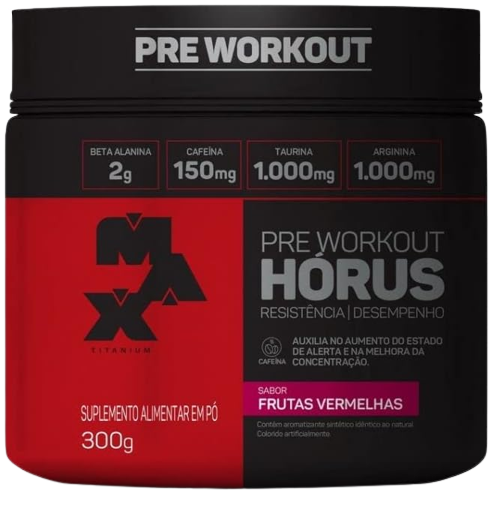 PRE WORKOUT
BETA ALANINA
2g
CAFEÍNA
150mg
TAURINA
1.000mg
ARGININA
1.000mg
MAX
TITANIUM
PRE WORKOUT
HÓRUS
RESISTÊNCIA | DESEMPENHO
CAFEÍNA
AUXILIA NO AUMENTO DO ESTADO
DE ALERTA E NA MELHORA DA
CONCENTRAÇÃO.
SABOR
FRUTAS VERMELHAS
Contém aromatizante sintético idêntico ao natural
Colorido artificialmente
SUPLEMENTO ALIMENTAR EM PÓ
300g